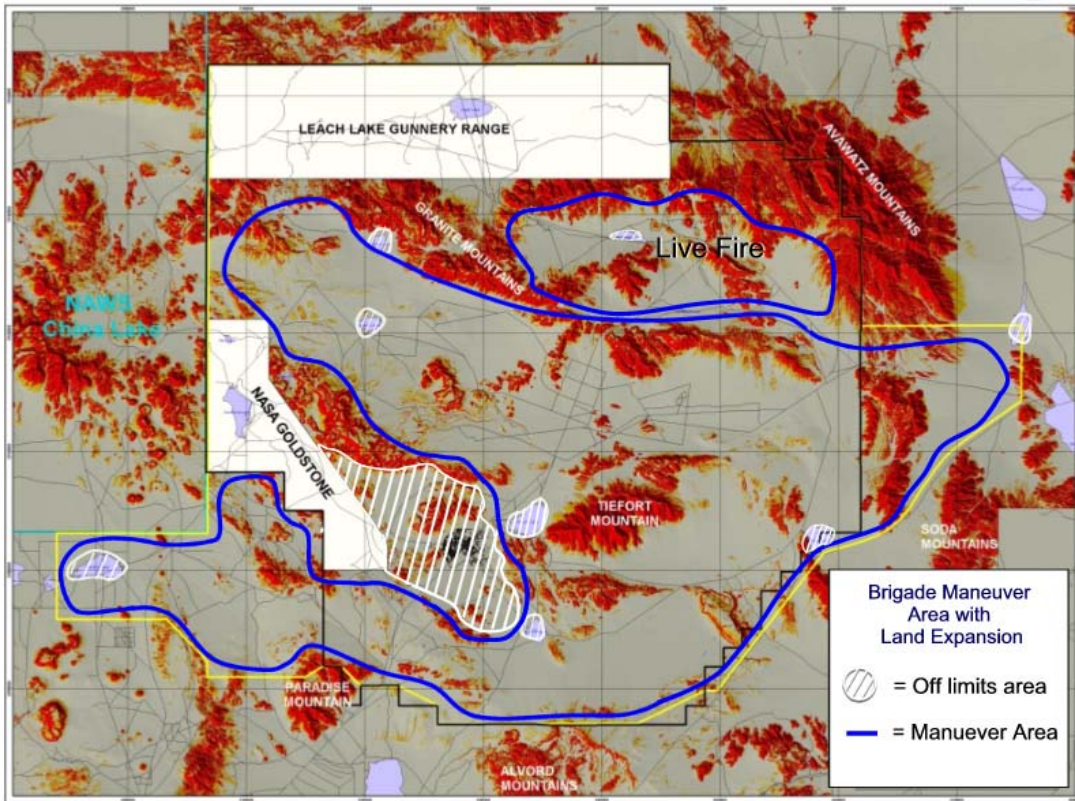 LEACH LAKE GUNNERY RANGE
AVAWATZ MOUNTAINS
GRANITE MOUNTAINS
Live Fire
NAWS
China Lake
NASA GOLDSTONE
TIEFORT
MOUNTAIN
SODA
MOUNTAINS
PARADISE
MOUNTAIN
ALVORD
MOUNTAINS
Brigade Maneuver
Area with
Land Expansion
= Off limits area
= Manuever Area